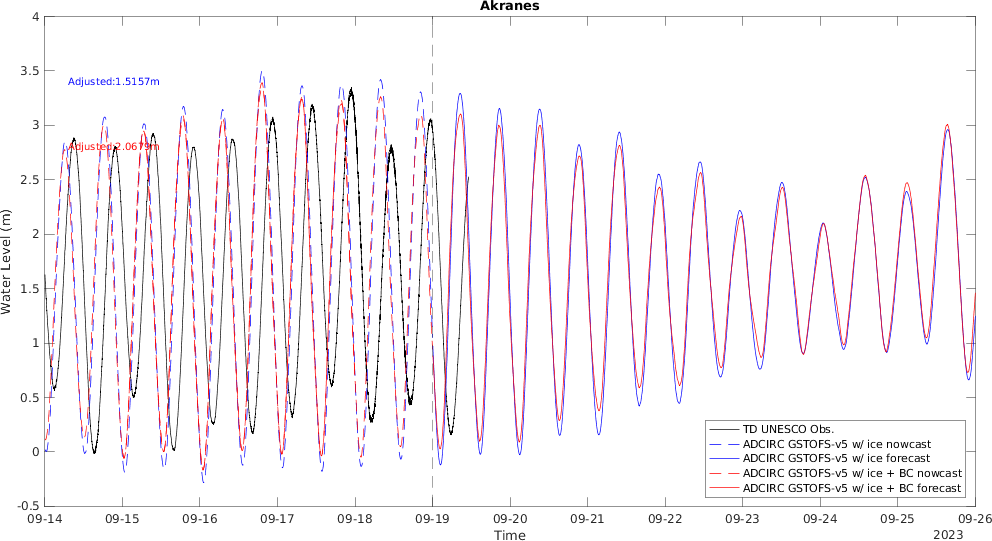 Akranes
4
3.5
3
2.5
2
1.5
1
0.5
0
-0.5
Water Level (m)
Adjusted:1.5157m
Adjusted:2.0679m
TD UNESCO Obs.
ADCIRC GSTOFS-v5 w/ ice nowcast
ADCIRC GSTOFS-v5 w/ ice forecast
ADCIRC GSTOFS-v5 w/ ice + BC nowcast
ADCIRC GSTOFS-v5 w/ ice + BC forecast
09-14 09-15 09-16 09-17 09-18 09-19 09-20 09-21 09-22 09-23 09-24 09-25 09-26
Time
2023